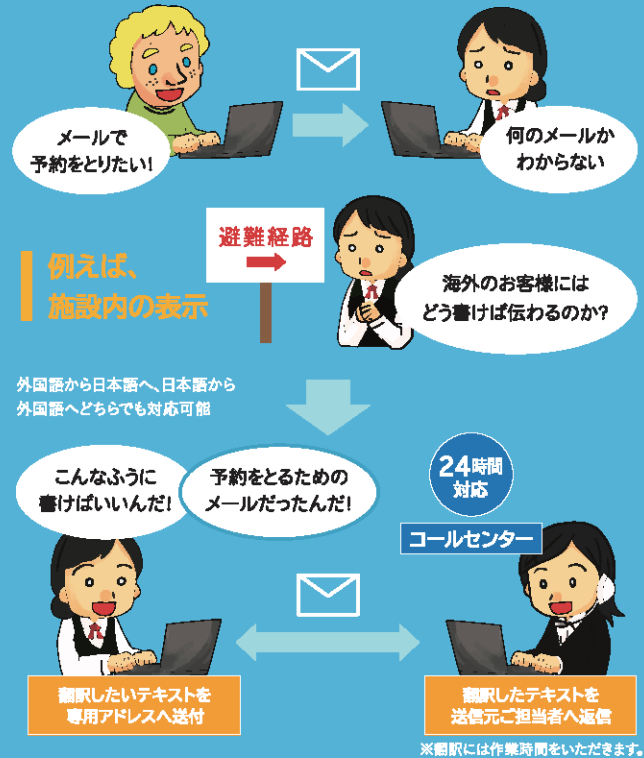 メールで
予約をとりたい!
何のメールか
わからない
避難経路
例えば、
施設内の表示
海外のお客様には
どう書けば伝わるのか?
外国語から日本語へ、日本語から
外国語へどちらでも対応可能
こんなふうに
書けばいいんだ!
予約をとるための
メールだったんだ!
24時間
対応
コールセンター
翻訳したいテキストを
専用アドレスへ送付
翻訳したテキストを
送信元ご担当者へ返信
※翻訳には作業時間をいただきます。